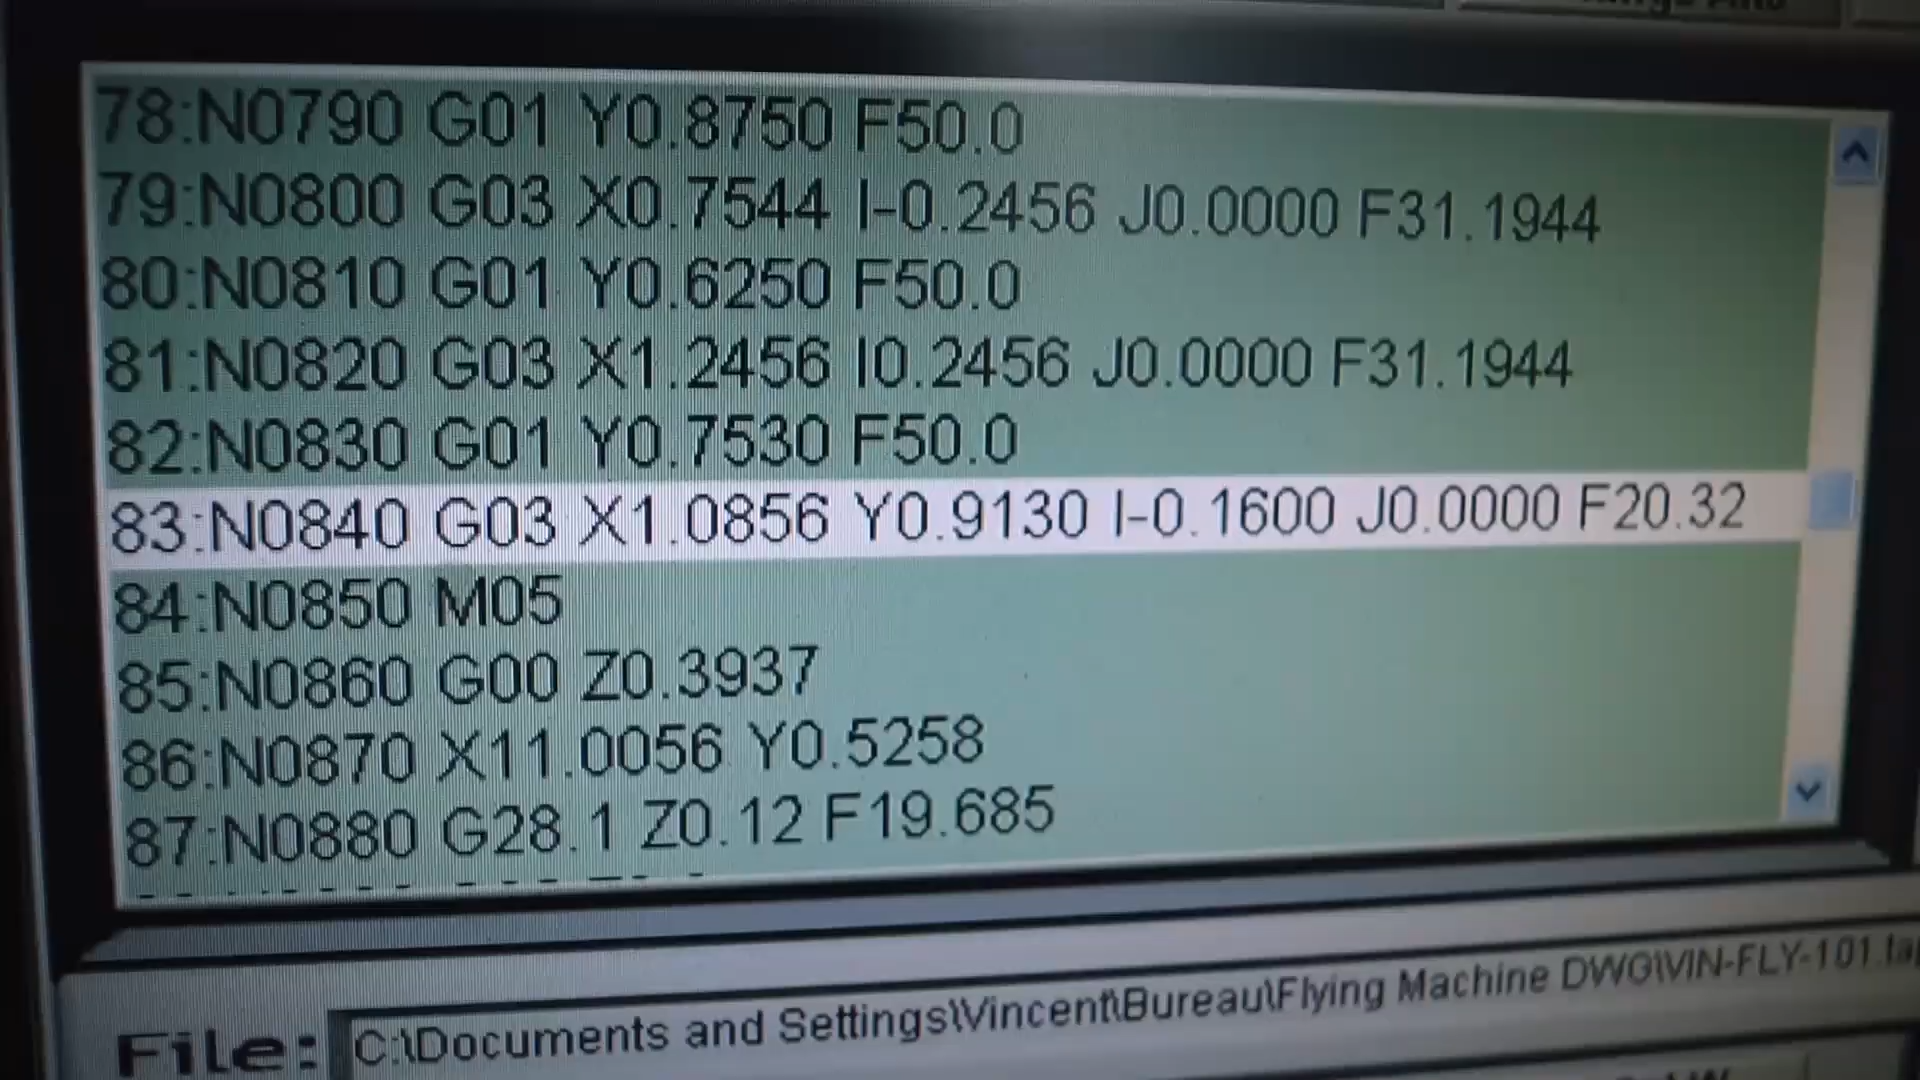 78:N0790 G01 Y0.8750 F50.0
79:N0800 G03 X0.7544 I-0.2456 J0.0000 F31.1944
80:N0810 G01 Y0.6250 F50.0
81:N0820 G03 X1.2456 I0.2456 J0.0000 F31.1944
82:N0830 G01 Y0.7530 F50.0
83:N0840 G03 X1.0856 Y0.9130 I-0.1600 J0.0000 F20.32
84:N0850 M05
85:N0860 G00 Z0.3937
86:N0870 X11.0056 Y0.5258
87:N0880 G28.1 Z0.12 F19.685
File: C:\Documents and Settings\Vincent\Bureau\Flying Machine DWG\VIN-FLY-101.tap